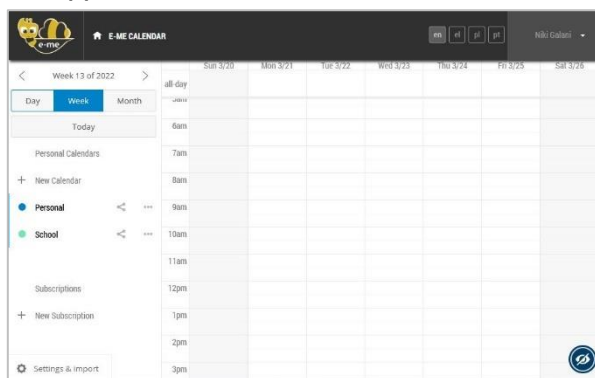 e-me
E-ME CALENDAR
en el pl pt
Niki Galani
Week 13 of 2022
Day Week Month
Today
Personal Calendars
+ New Calendar
Personal
School
Subscriptions
+ New Subscription
Settings & Import
Sun 3/20 Mon 3/21 Tue 3/22 Wed 3/23 Thu 3/24 Fri 3/25 Sat 3/26
all-day
5am
6am
7am
8am
9am
10am
11am
12pm
1pm
2pm
3pm